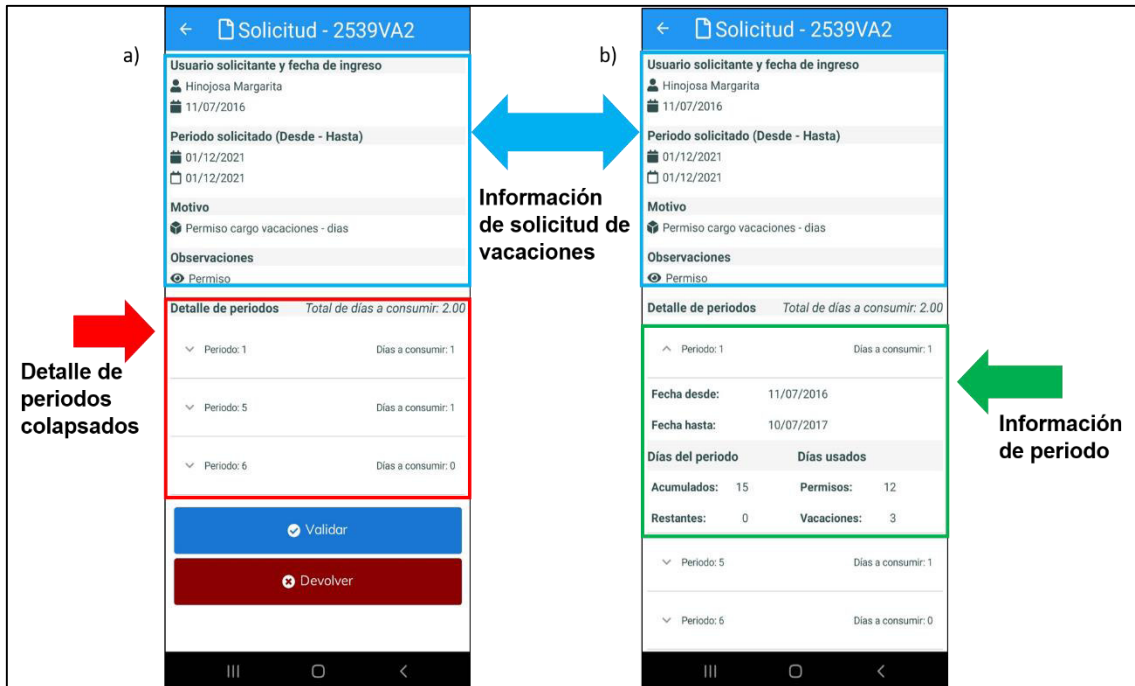 a)
Solicitud - 2539VA2
Usuario solicitante y fecha de ingreso
Hinojosa Margarita
11/07/2016
Periodo solicitado (Desde - Hasta)
01/12/2021
01/12/2021
Motivo
Permiso cargo vacaciones - dias
Observaciones
Permiso
Detalle de periodos Total de días a consumir: 2.00
Periodo: 1 Días a consumir: 1
Periodo: 5 Días a consumir: 1
Periodo: 6 Días a consumir: 0
Validar
Devolver
Detalle de
periodos
colapsados
Información
de solicitud de
vacaciones
b)
Solicitud - 2539VA2
Usuario solicitante y fecha de ingreso
Hinojosa Margarita
11/07/2016
Periodo solicitado (Desde - Hasta)
01/12/2021
01/12/2021
Motivo
Permiso cargo vacaciones - dias
Observaciones
Permiso
Detalle de periodos Total de días a consumir: 2.00
Periodo: 1 Días a consumir: 1
Fecha desde: 11/07/2016
Fecha hasta: 10/07/2017
Días del periodo Días usados
Acumulados: 15 Permisos: 12
Restantes: 0 Vacaciones: 3
Periodo: 5 Días a consumir: 1
Periodo: 6 Días a consumir: 0
Información
de periodo